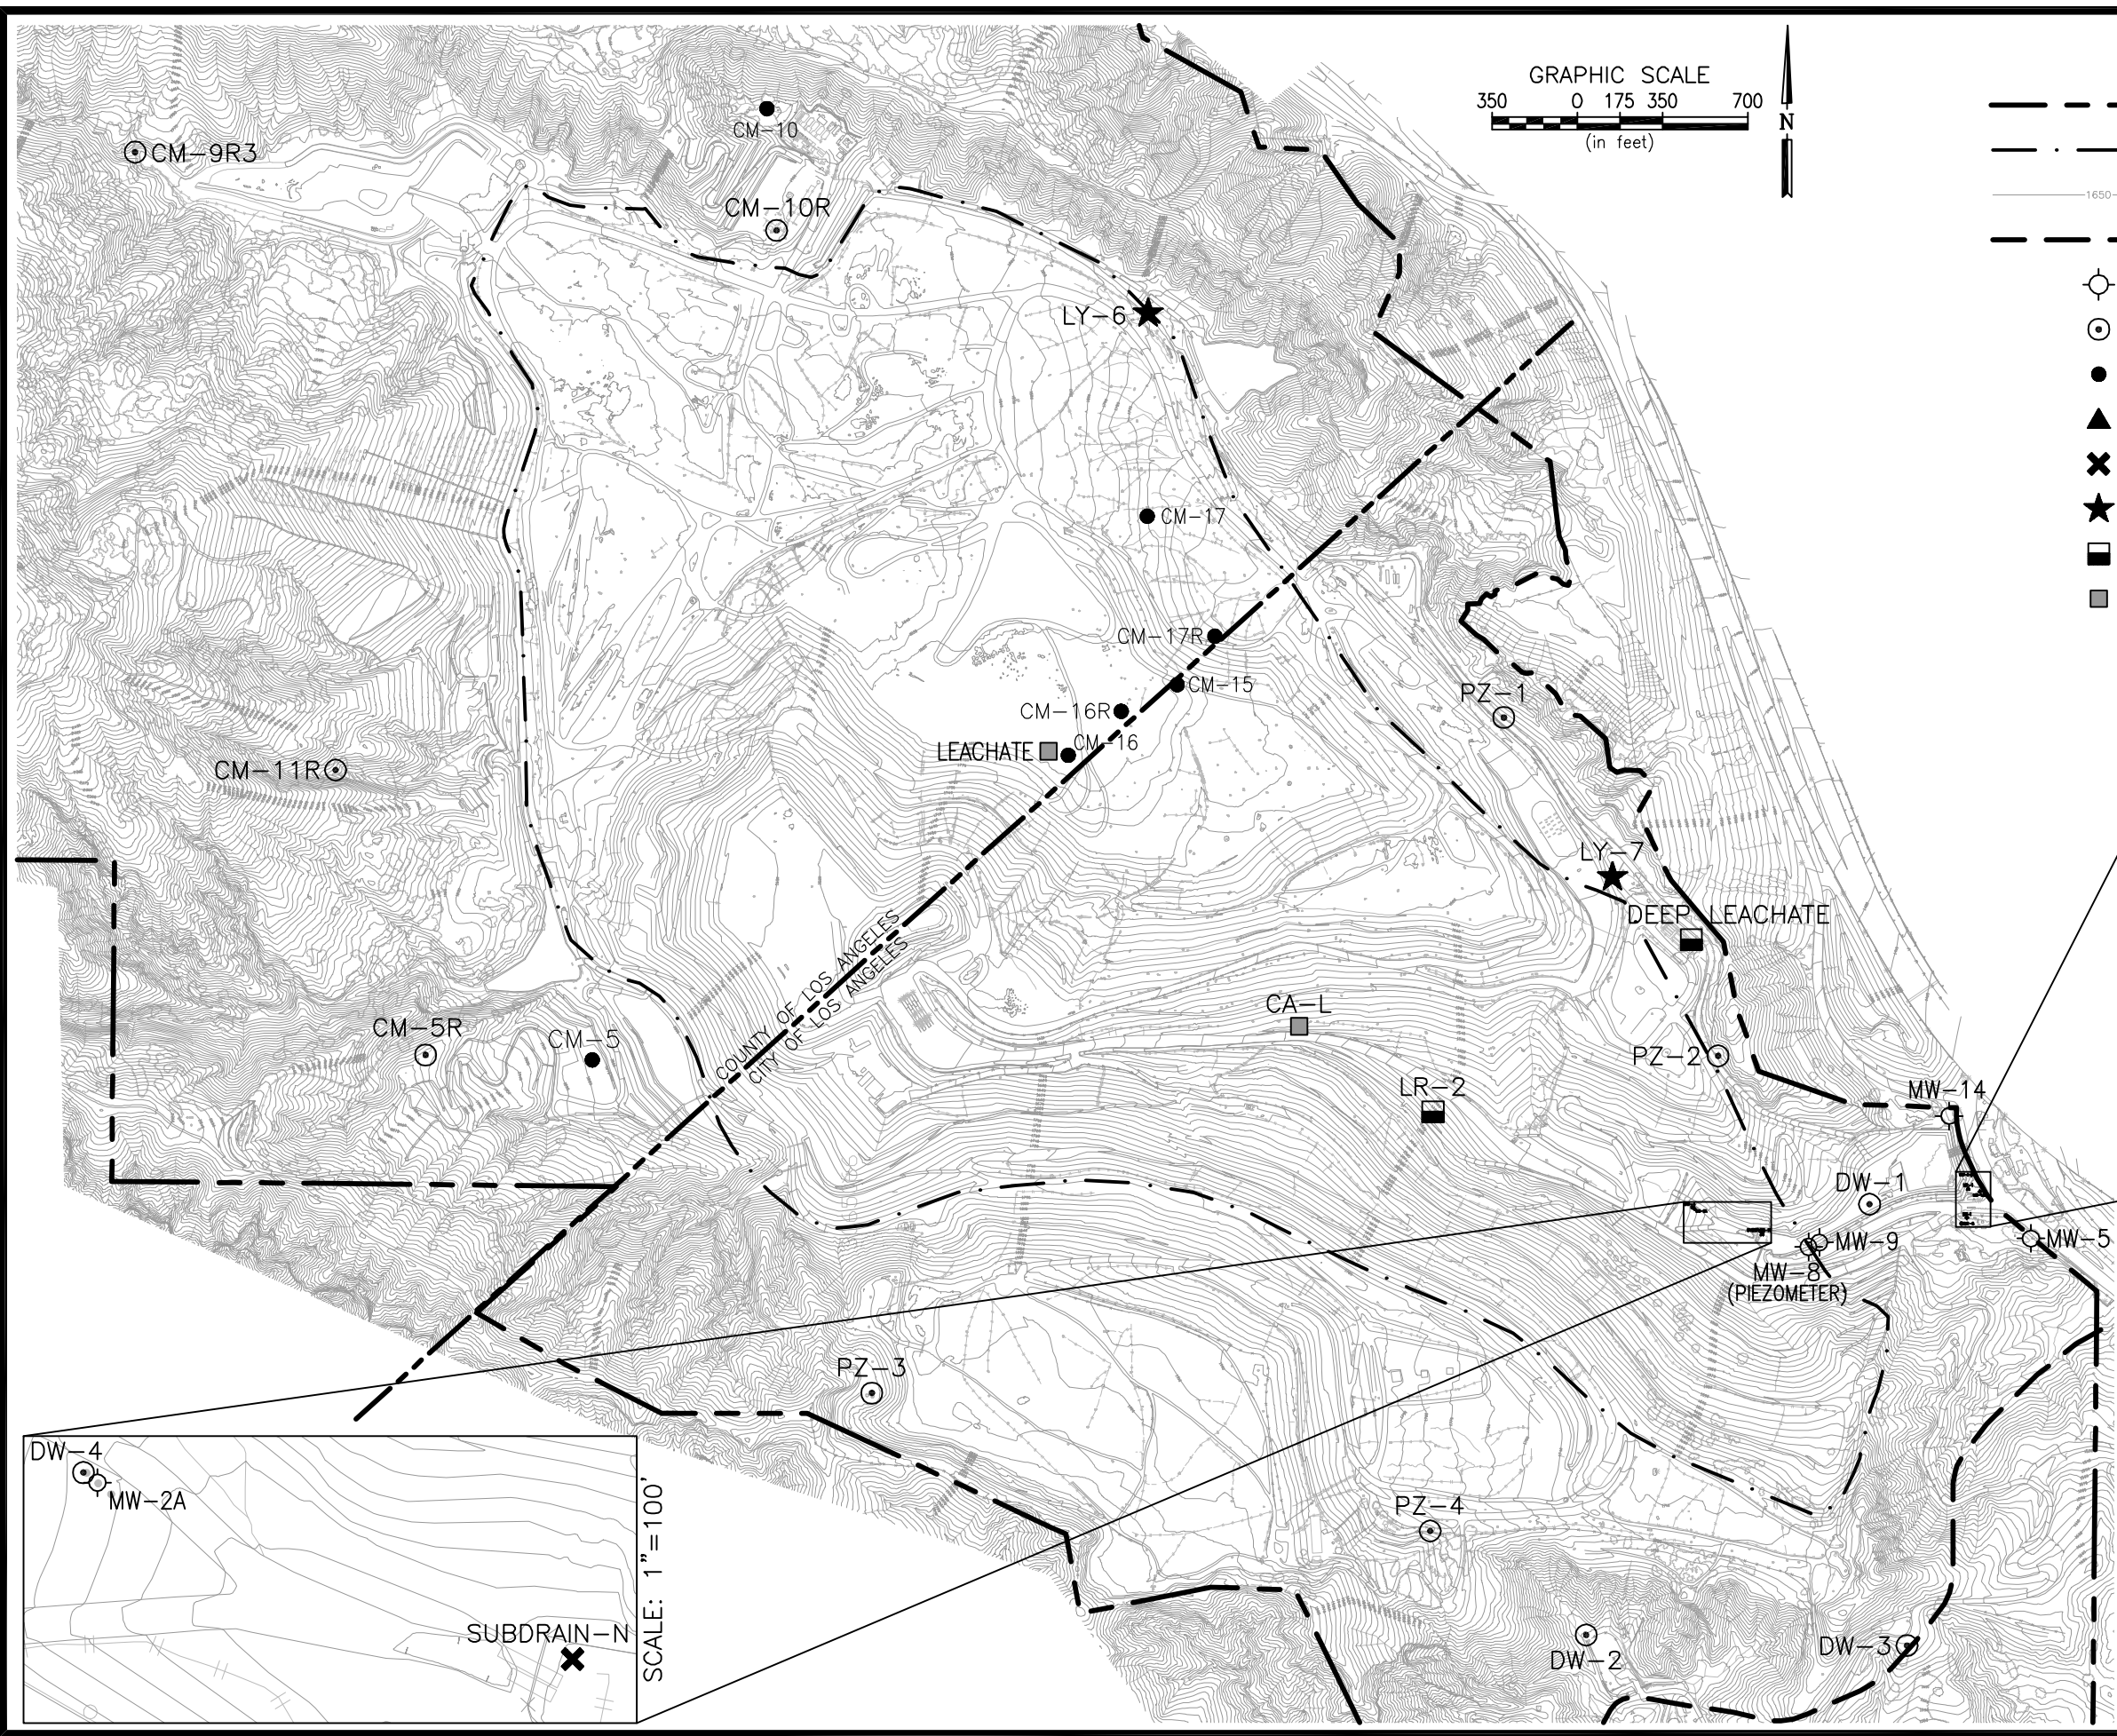 GRAPHIC SCALE
350 0 175 350 700
(in feet)
N
1650
CM-10
CM-9R3
CM-10R
LY-6
CM-17
CM-17R
CM-15
PZ-1
CM-16R
CM-16
LEACHATE
CM-11R
LY-7
DEEP LEACHATE
COUNTY OF LOS ANGELES
CITY OF LOS ANGELES
CA-L
CM-5R
CM-5
PZ-2
LR-2
MW-14
DW-1
MW-9
MW-5
MW-8
(PIEZOMETER)
PZ-3
DW-4
MW-2A
PZ-4
SUBDRAIN-N
SCALE: 1"=100'
DW-2
DW-3